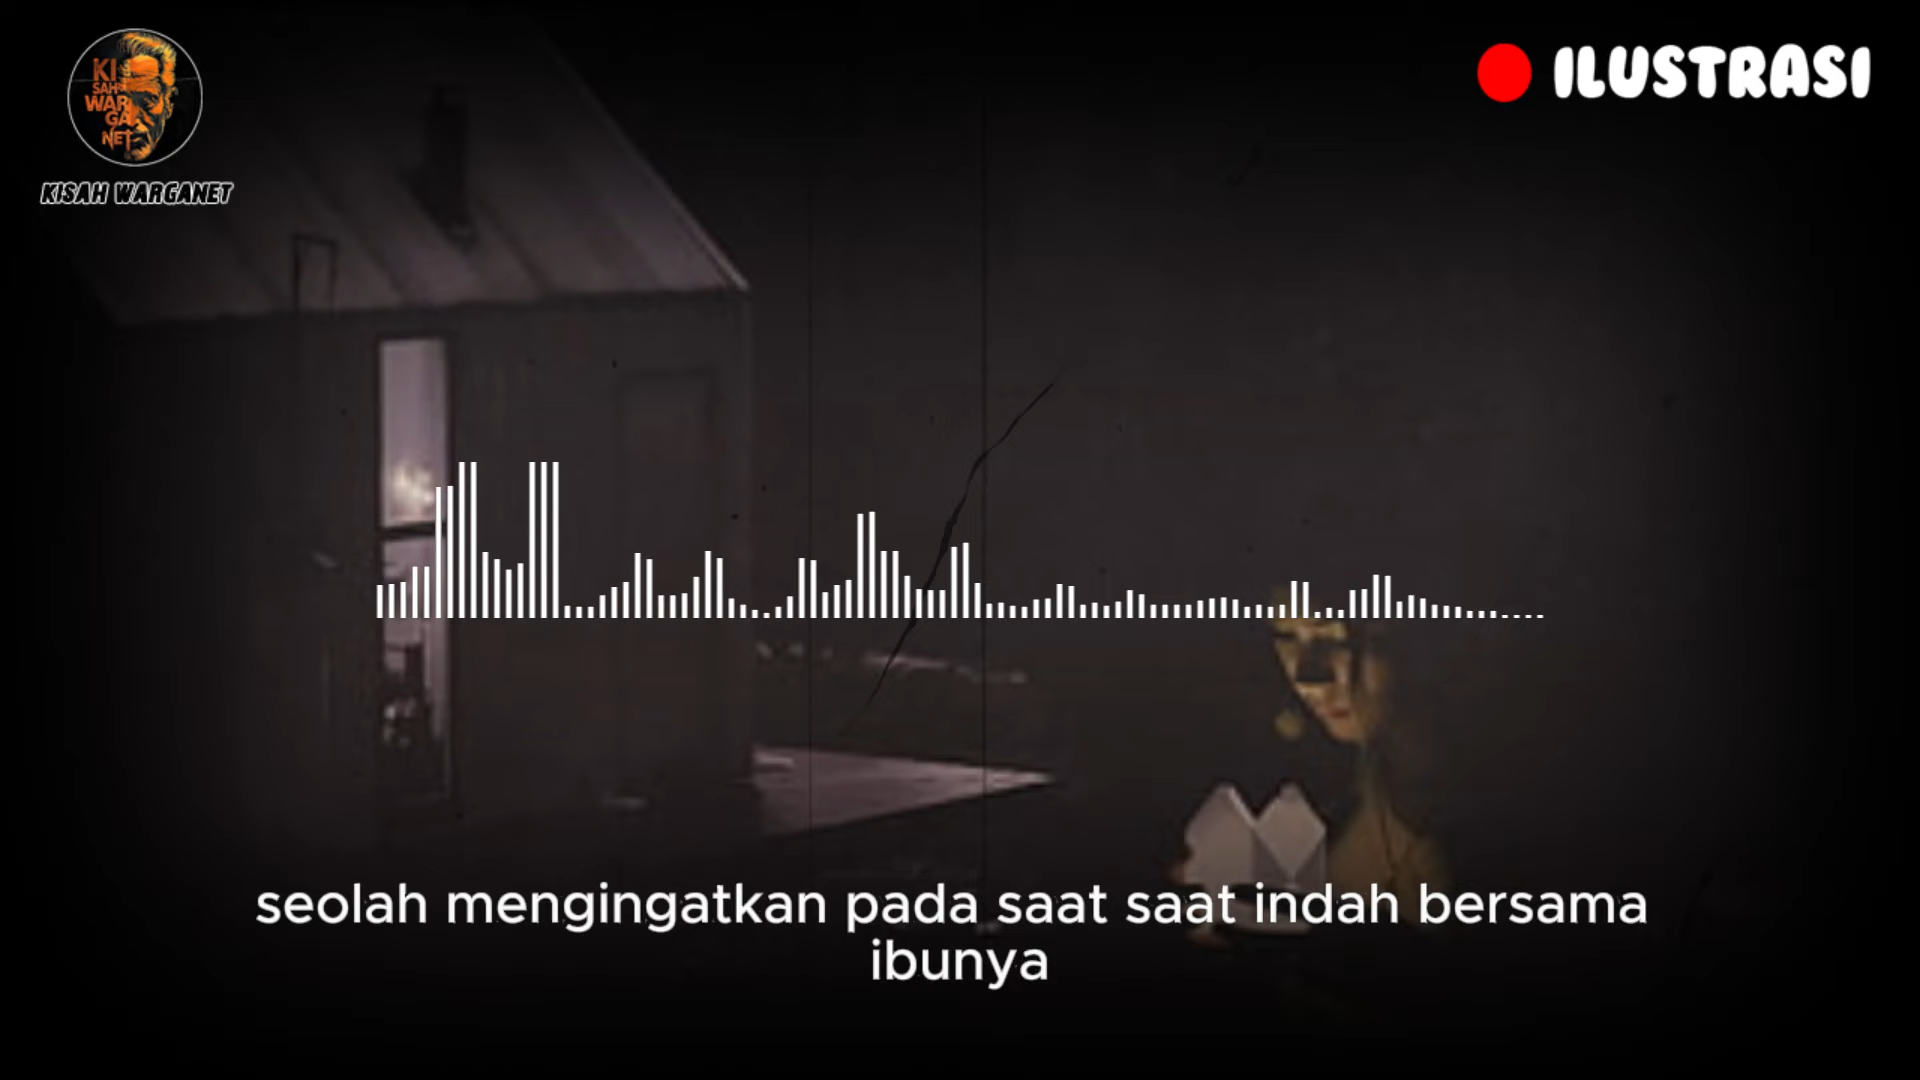 KI
SAH
WAR
GA
NET
KISAH WARGANET
ILUSTRASI
seolah mengingatkan pada saat saat indah bersama
ibunya